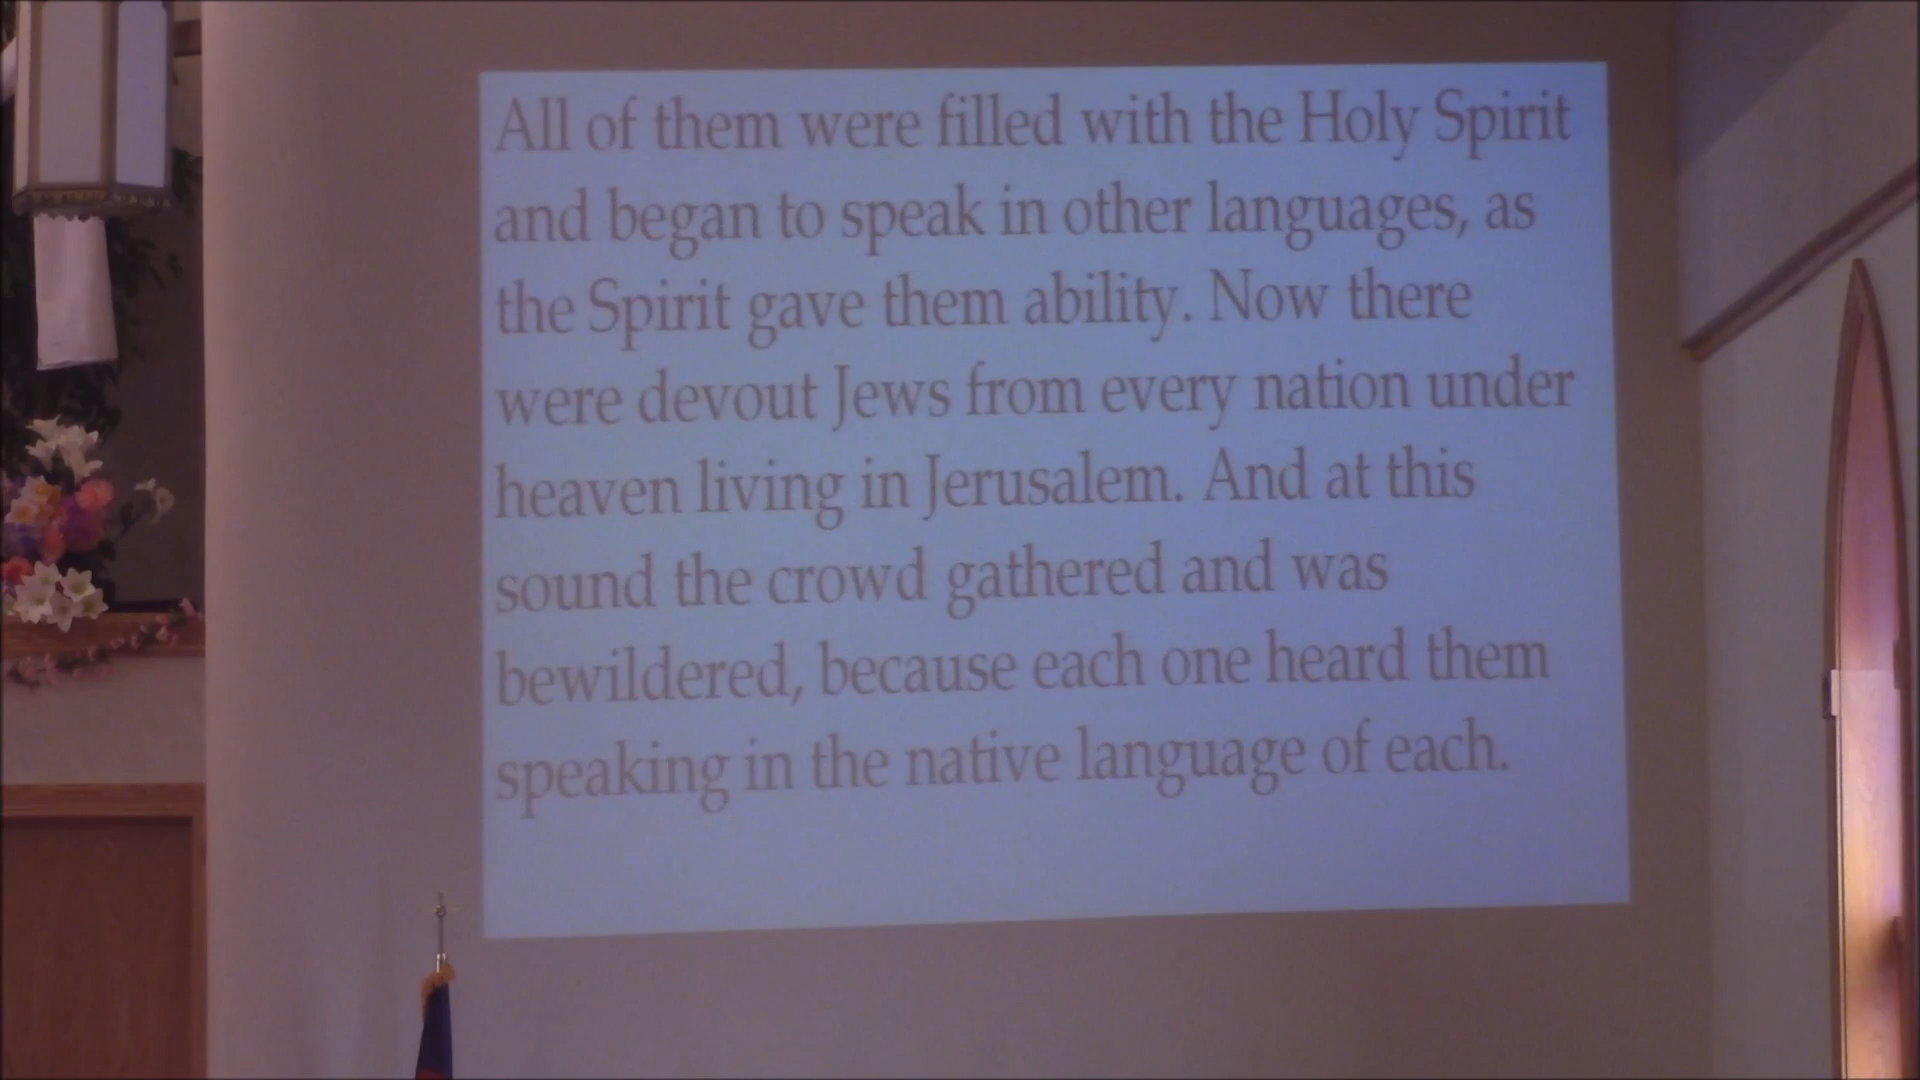 All of them were filled with the Holy Spirit
and began to speak in other languages, as
the Spirit gave them ability. Now there
were devout Jews from every nation under
heaven living in Jerusalem. And at this
sound the crowd gathered and was
bewildered, because each one heard them
speaking in the native language of each.